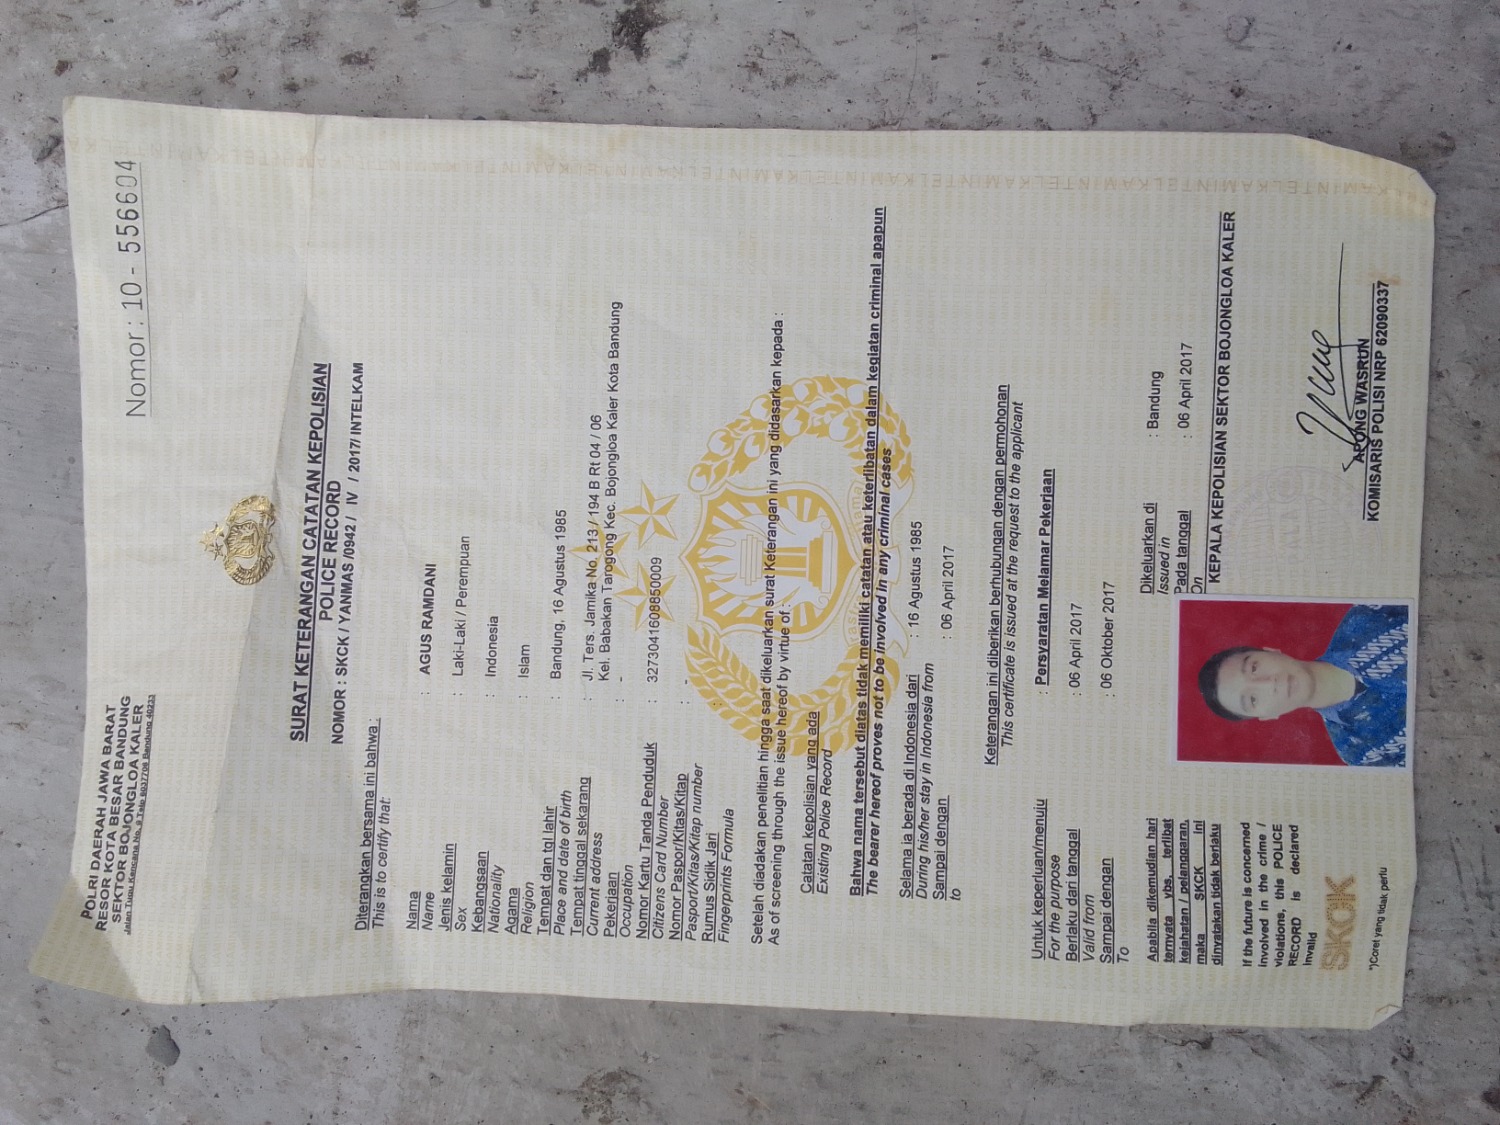 POLRI DAERAH JAWA BARAT
RESOR KOTA BESAR BANDUNG
SEKTOR BOJONGLOA KALER
Jalan Tupu Kencana No. 8 Telp 6037708 Bandung 40233
Nomor : 10 - 556604
SURAT KETERANGAN CATATAN KEPOLISIAN
POLICE RECORD
NOMOR : SKCK / YANMAS /0942 / IV / 2017/ INTELKAM
Diterangkan bersama ini bahwa :
This is to certify that:
Nama : AGUS RAMDANI
Name
Jenis kelamin : Laki-Laki / Perempuan
Sex
Kebangsaan : Indonesia
Nationality
Agama : Islam
Religion
Tempat dan tgl lahir : Bandung, 16 Agustus 1985
Place and date of birth
Tempat tinggal sekarang : Jl. Ters. Jamika No. 213 / 194 B Rt 04 / 06
Current address Kel. Babakan Tarogong Kec. Bojongloa Kaler Kota Bandung
Pekerjaan : -
Occupation
Nomor Kartu Tanda Penduduk : 3273041608850009
Citizens Card Number
Nomor Paspor/Kitas/Kitap : -
Pasport/Kitas/Kitap number
Rumus Sidik Jari :
Fingerprints Formula
Setelah diadakan penelitian hingga saat dikeluarkan surat Keterangan ini yang didasarkan kepada :
As of screening through the issue hereof by virtue of :
Catatan kepolisian yang ada
Existing Police Record
Bahwa nama tersebut diatas tidak memiliki catatan atau keterlibatan dalam kegiatan criminal apapun
The bearer hereof proves not to be involved in any criminal cases
Selama ia berada di Indonesia dari : 16 Agustus 1985
During his/her stay in Indonesia from
Sampai dengan : 06 April 2017
to
Keterangan ini diberikan berhubungan dengan permohonan
This certificate is issued at the request to the applicant
Untuk keperluan/menuju : Persyaratan Melamar Pekerjaan
For the purpose
Berlaku dari tanggal : 06 April 2017
Valid from
Sampai dengan : 06 Oktober 2017
To
Apabila dikemudian hari
ternyata ybs, terlibat
kejahatan / pelanggaran,
maka SKCK ini
dinyatakan tidak berlaku
If the future is concerned
involved in the crime /
violations, this POLICE
RECORD is declared
invalid
SKCK
*)Coret yang tidak perlu
Dikeluarkan di : Bandung
Issued in
Pada tanggal : 06 April 2017
On
KEPALA KEPOLISIAN SEKTOR BOJONGLOA KALER
APUNG WASRUN
KOMISARIS POLISI NRP 62090337